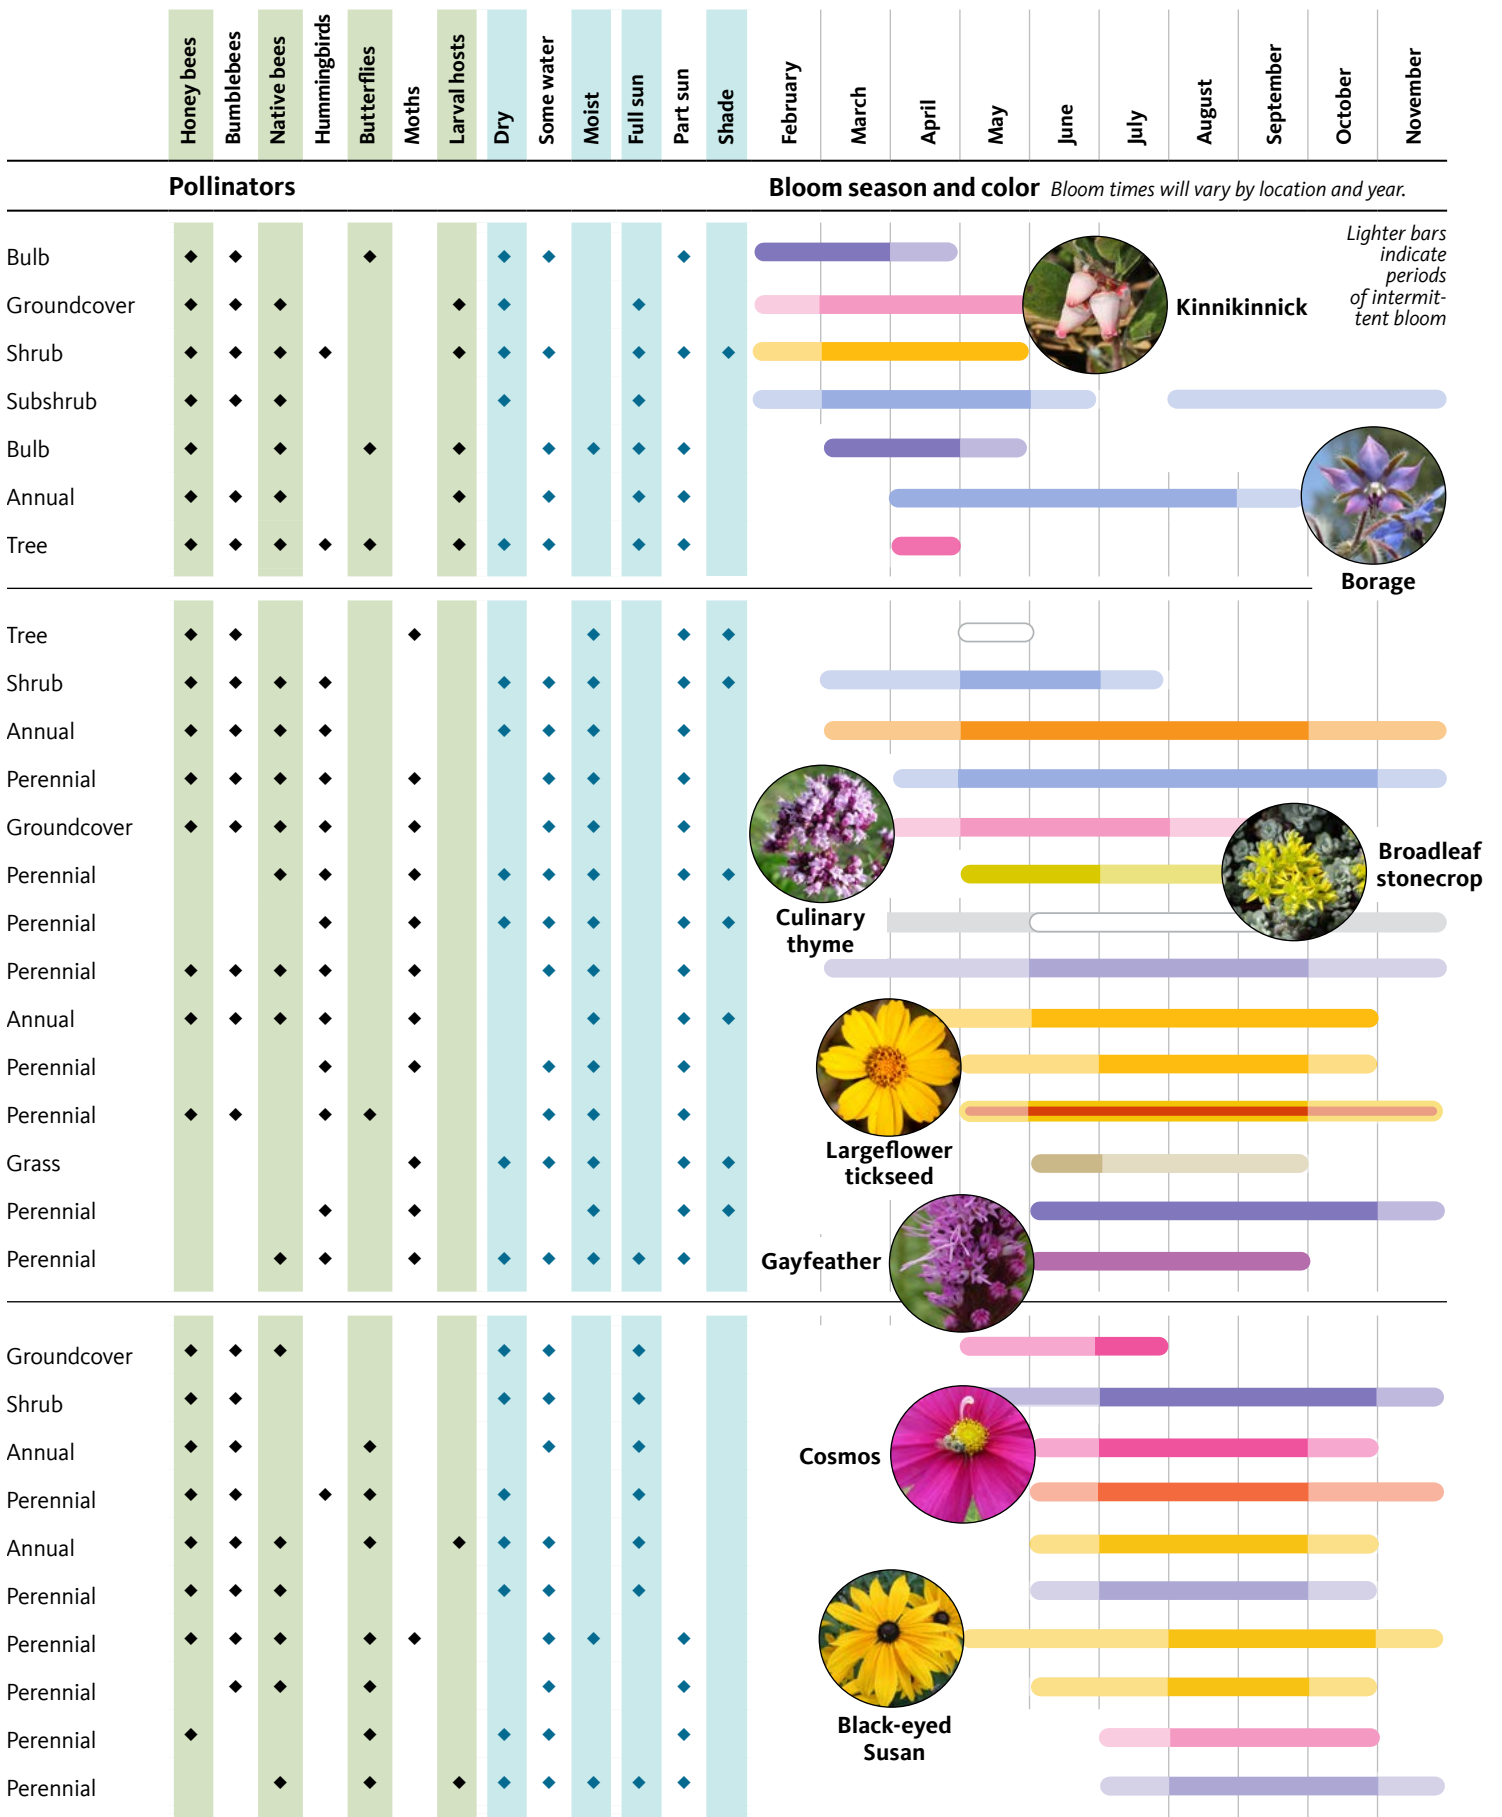 Honey bees
Bumblebees
Native bees
Hummingbirds
Butterflies
Moths
Larval hosts
Dry
Some water
Moist
Full sun
Part sun
Shade
February
March
April
May
June
July
August
September
October
November
Pollinators
Bloom season and color Bloom times will vary by location and year.
Lighter bars
indicate
periods
of intermit-
tent bloom
Bulb
Groundcover
Kinnikinnick
Shrub
Subshrub
Bulb
Annual
Tree
Borage
Tree
Shrub
Annual
Perennial
Groundcover
Broadleaf
stonecrop
Perennial
Culinary
thyme
Perennial
Perennial
Annual
Perennial
Perennial
Largeflower
tickseed
Grass
Perennial
Gayfeather
Perennial
Groundcover
Shrub
Annual
Cosmos
Perennial
Annual
Perennial
Perennial
Perennial
Black-eyed
Susan
Perennial
Perennial